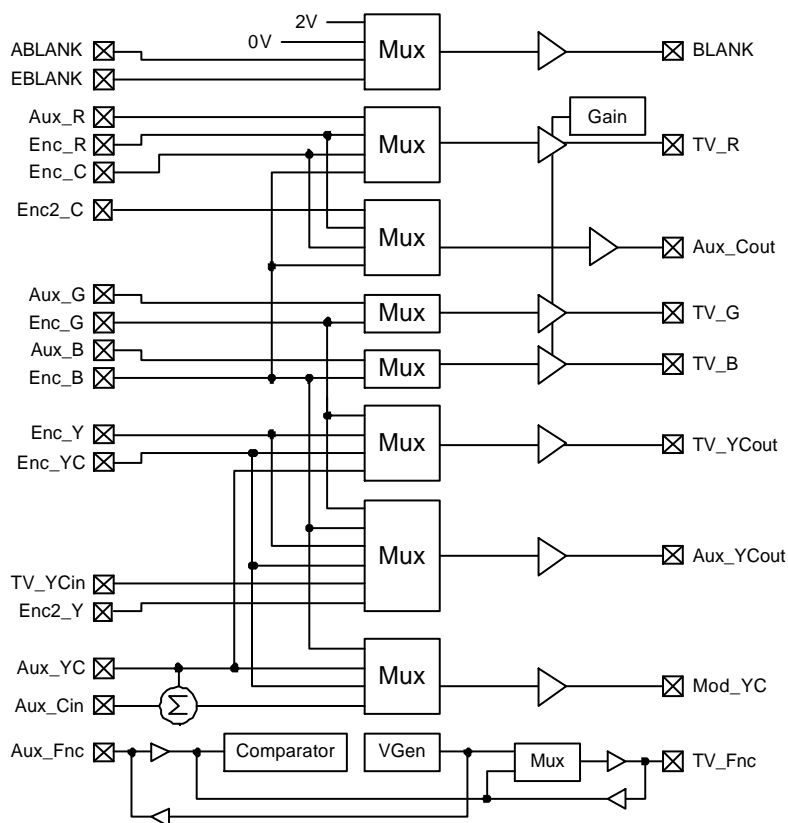 2V
0V
ABLANK
Mux
BLANK
EBLANK
Aux_R
Gain
Enc_R
Mux
TV_R
Enc_C
Enc2_C
Mux
Aux_Cout
Aux_G
Mux
TV_G
Enc_G
Aux_B
Mux
TV_B
Enc_B
Enc_Y
Mux
TV_YCout
Enc_YC
Mux
Aux_YCout
TV_YCin
Enc2_Y
Aux_YC
Mux
Mod_YC
Aux_Cin
Σ
Aux_Fnc
Comparator
VGen
Mux
TV_Fnc